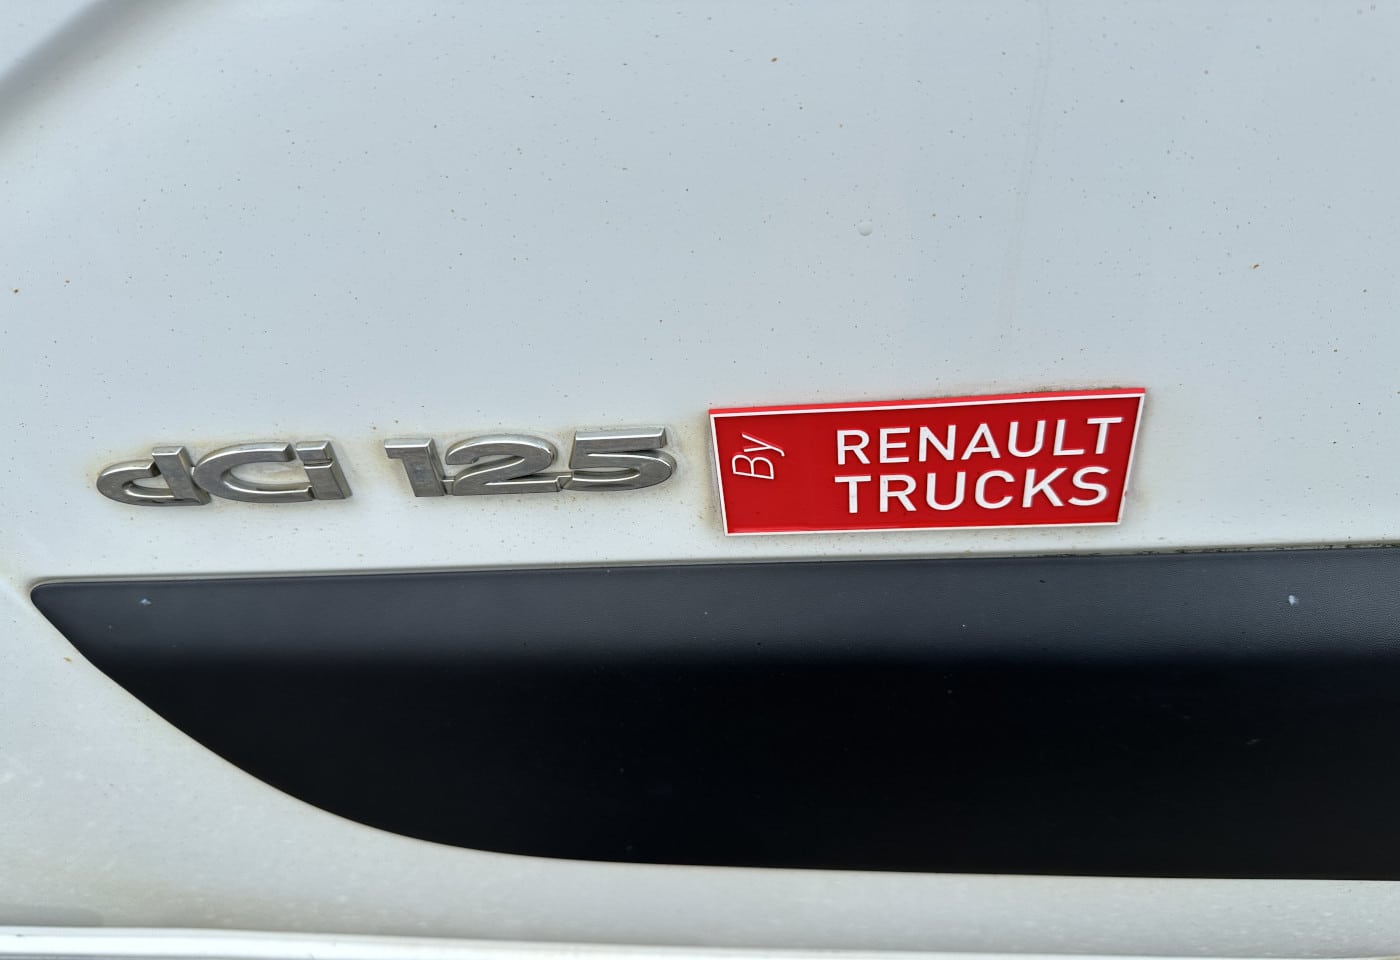 dCi 125
By
RENAULT
TRUCKS